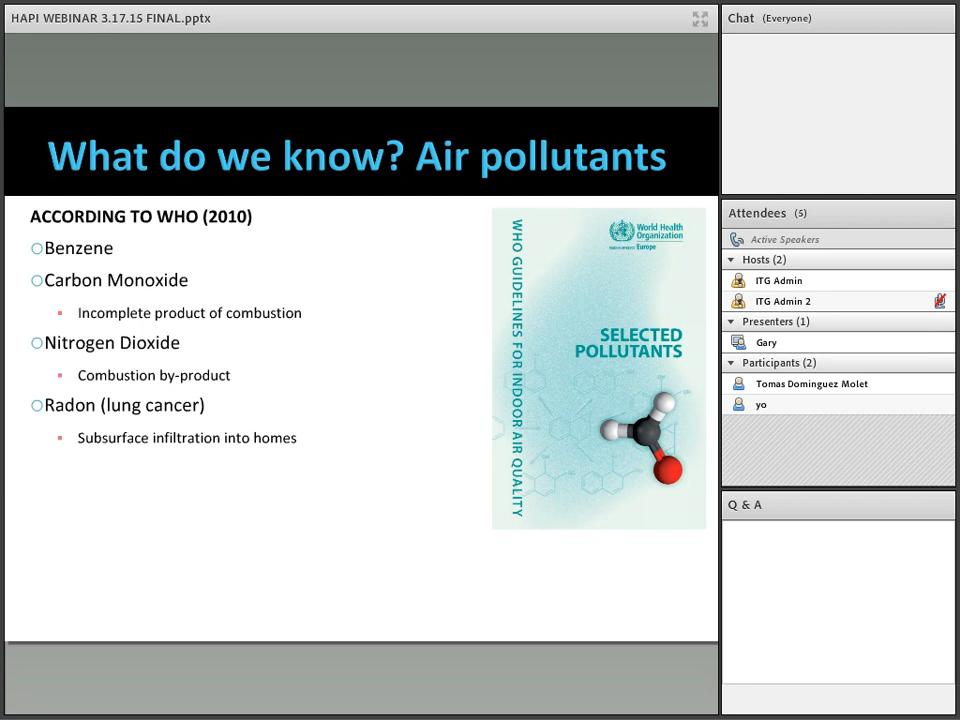 HAPI WEBINAR 3.17.15 FINAL.pptx
What do we know? Air pollutants
ACCORDING TO WHO (2010)
Benzene
Carbon Monoxide
Incomplete product of combustion
Nitrogen Dioxide
Combustion by-product
Radon (lung cancer)
Subsurface infiltration into homes
WHO GUIDELINES FOR INDOOR AIR QUALITY
World Health
Organization
Europe
SELECTED
POLLUTANTS
Chat (Everyone)
Attendees (5)
Active Speakers
Hosts (2)
ITG Admin
ITG Admin 2
Presenters (1)
Gary
Participants (2)
Tomas Dominguez Molet
yo
Q & A